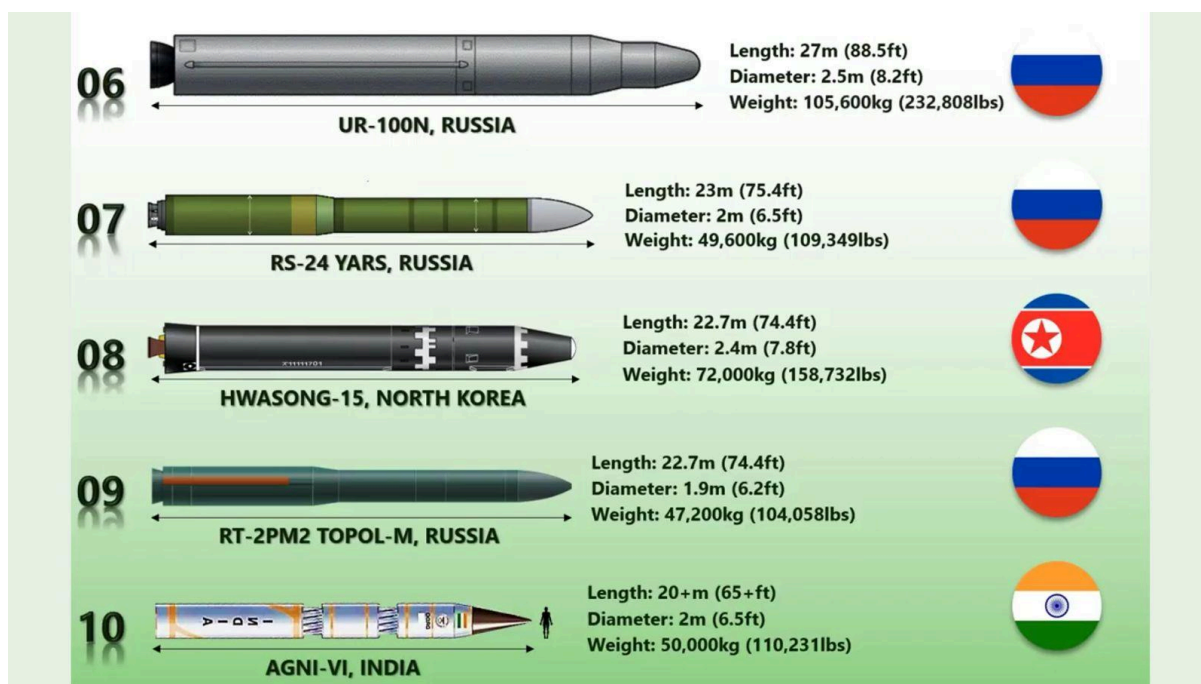 06
UR-100N, RUSSIA
Length: 27m (88.5ft)
Diameter: 2.5m (8.2ft)
Weight: 105,600kg (232,808lbs)
07
RS-24 YARS, RUSSIA
Length: 23m (75.4ft)
Diameter: 2m (6.5ft)
Weight: 49,600kg (109,349lbs)
08
HWASONG-15, NORTH KOREA
Length: 22.7m (74.4ft)
Diameter: 2.4m (7.8ft)
Weight: 72,000kg (158,732lbs)
09
RT-2PM2 TOPOL-M, RUSSIA
Length: 22.7m (74.4ft)
Diameter: 1.9m (6.2ft)
Weight: 47,200kg (104,058lbs)
10
INDIA
AGNI-VI, INDIA
Length: 20+m (65+ft)
Diameter: 2m (6.5ft)
Weight: 50,000kg (110,231lbs)